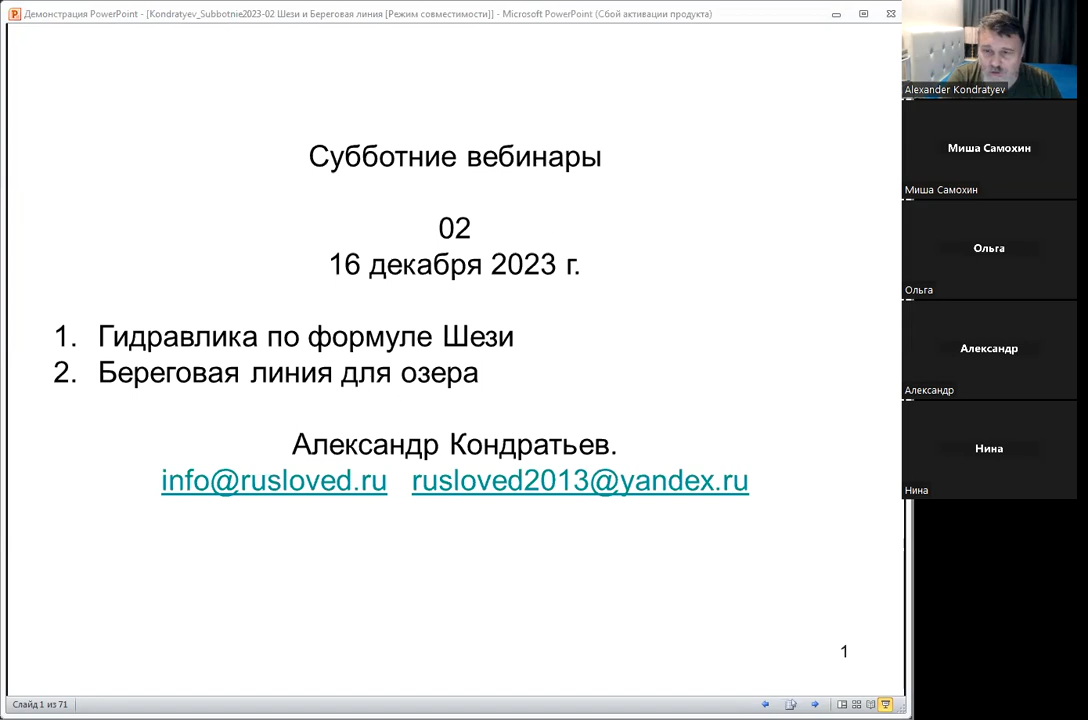 Демонстрация PowerPoint - [Kondratyev_Subbotnie2023-02 Шези и Береговая линия [Режим совместимости]] - Microsoft PowerPoint (Сбой активации продукта)
Субботние вебинары
02
16 декабря 2023 г.
1. Гидравлика по формуле Шези
2. Береговая линия для озера
Александр Кондратьев.
info@rusloved.ru rusloved2013@yandex.ru
1
Слайд 1 из 71
Alexander Kondratyev
Миша Самохин
Миша Самохин
Ольга
Ольга
Александр
Александр
Нина
Нина